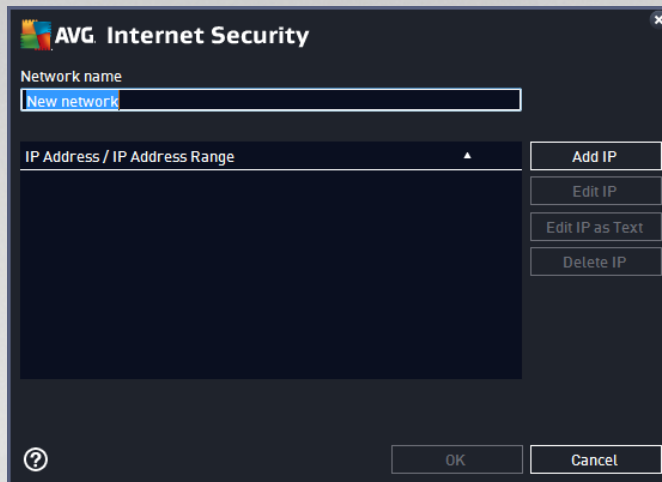 AVG Internet Security
Network name
New network
IP Address / IP Address Range
Add IP
Edit IP
Edit IP as Text
Delete IP
OK
Cancel